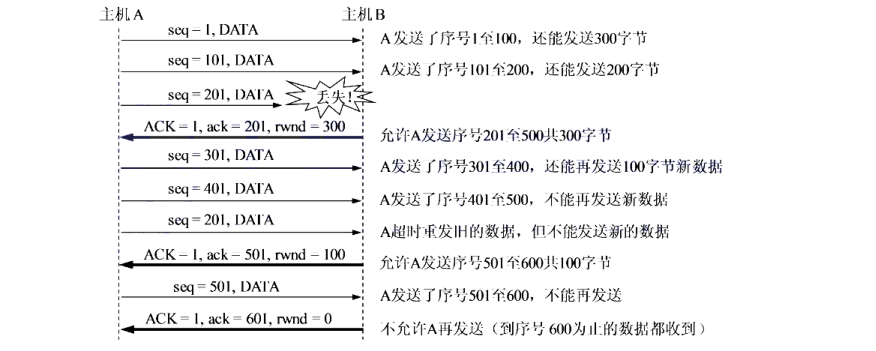 主机A 主机B
seq = 1, DATA A发送了序号1至100，还能发送300字节
seq = 101, DATA A发送了序号101至200，还能发送200字节
seq = 201, DATA 丢失！
ACK = 1, ack = 201, rwnd = 300 允许A发送序号201至500共300字节
seq = 301, DATA A发送了序号301至400，还能再发送100字节新数据
seq = 401, DATA A发送了序号401至500，不能再发送新数据
seq = 201, DATA A超时重发旧的数据，但不能发送新的数据
ACK = 1, ack = 501, rwnd = 100 允许A发送序号501至600共100字节
seq = 501, DATA A发送了序号501至600，不能再发送
ACK = 1, ack = 601, rwnd = 0 不允许A再发送（到序号600为止的数据都收到）